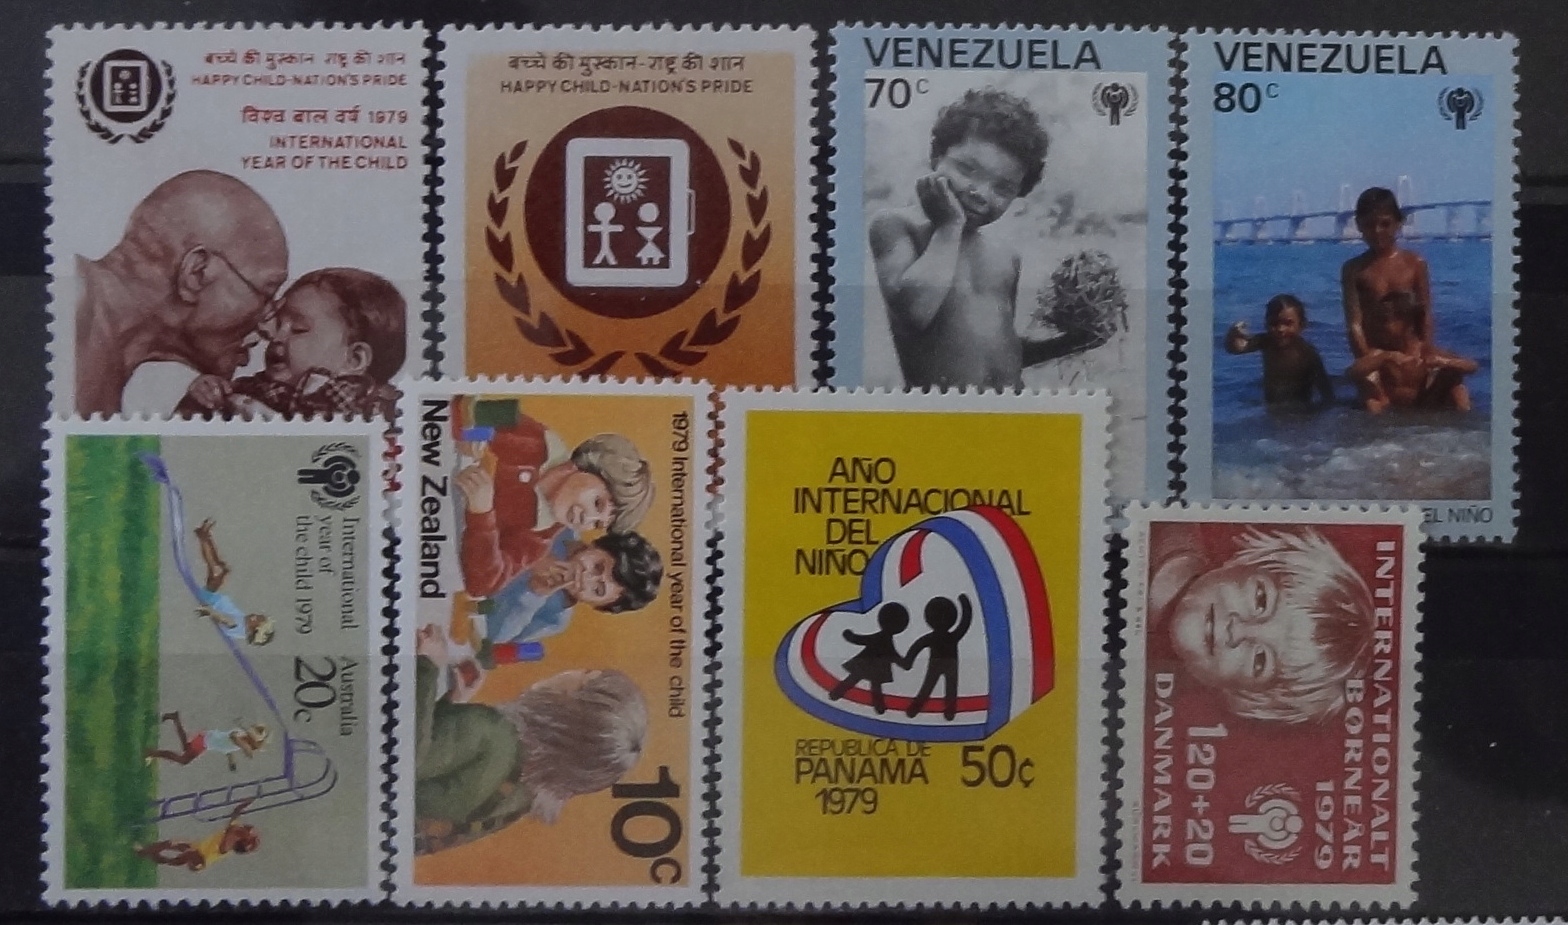 बच्चे की मुस्कान राष्ट्र की शान
HAPPY CHILD-NATION'S PRIDE
विश्व बाल वर्ष 1979
INTERNATIONAL
YEAR OF THE CHILD
बच्चे की मुस्कान-राष्ट्र की शान
HAPPY CHILD-NATION'S PRIDE
VENEZUELA
70c
VENEZUELA
80c
EL NIÑO
International
year of
the child 1979
Australia
20c
1979 International year of the child
New Zealand
10c
AÑO
INTERNACIONAL
DEL
NIÑO
REPUBLICA DE
PANAMA
1979
50¢
INTERNATIONALT
BØRNEÅR
1979
1.20+20
DANMARK